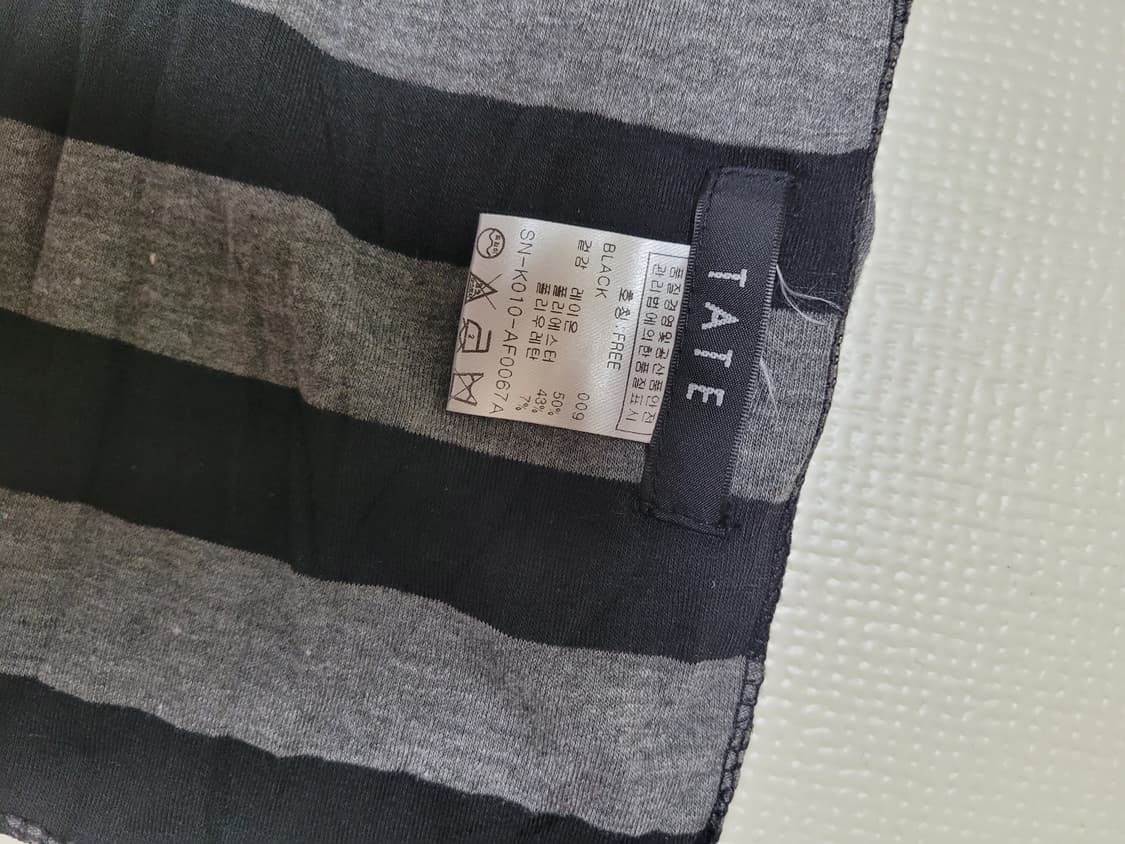 TATE
품질경영 및 공산품안전
관리법에 의한 품질표시
호칭 : FREE
BLACK 009
겉감 레이온 50%
폴리에스터 43%
폴리우레탄 7%
SN-K010-AF0067A